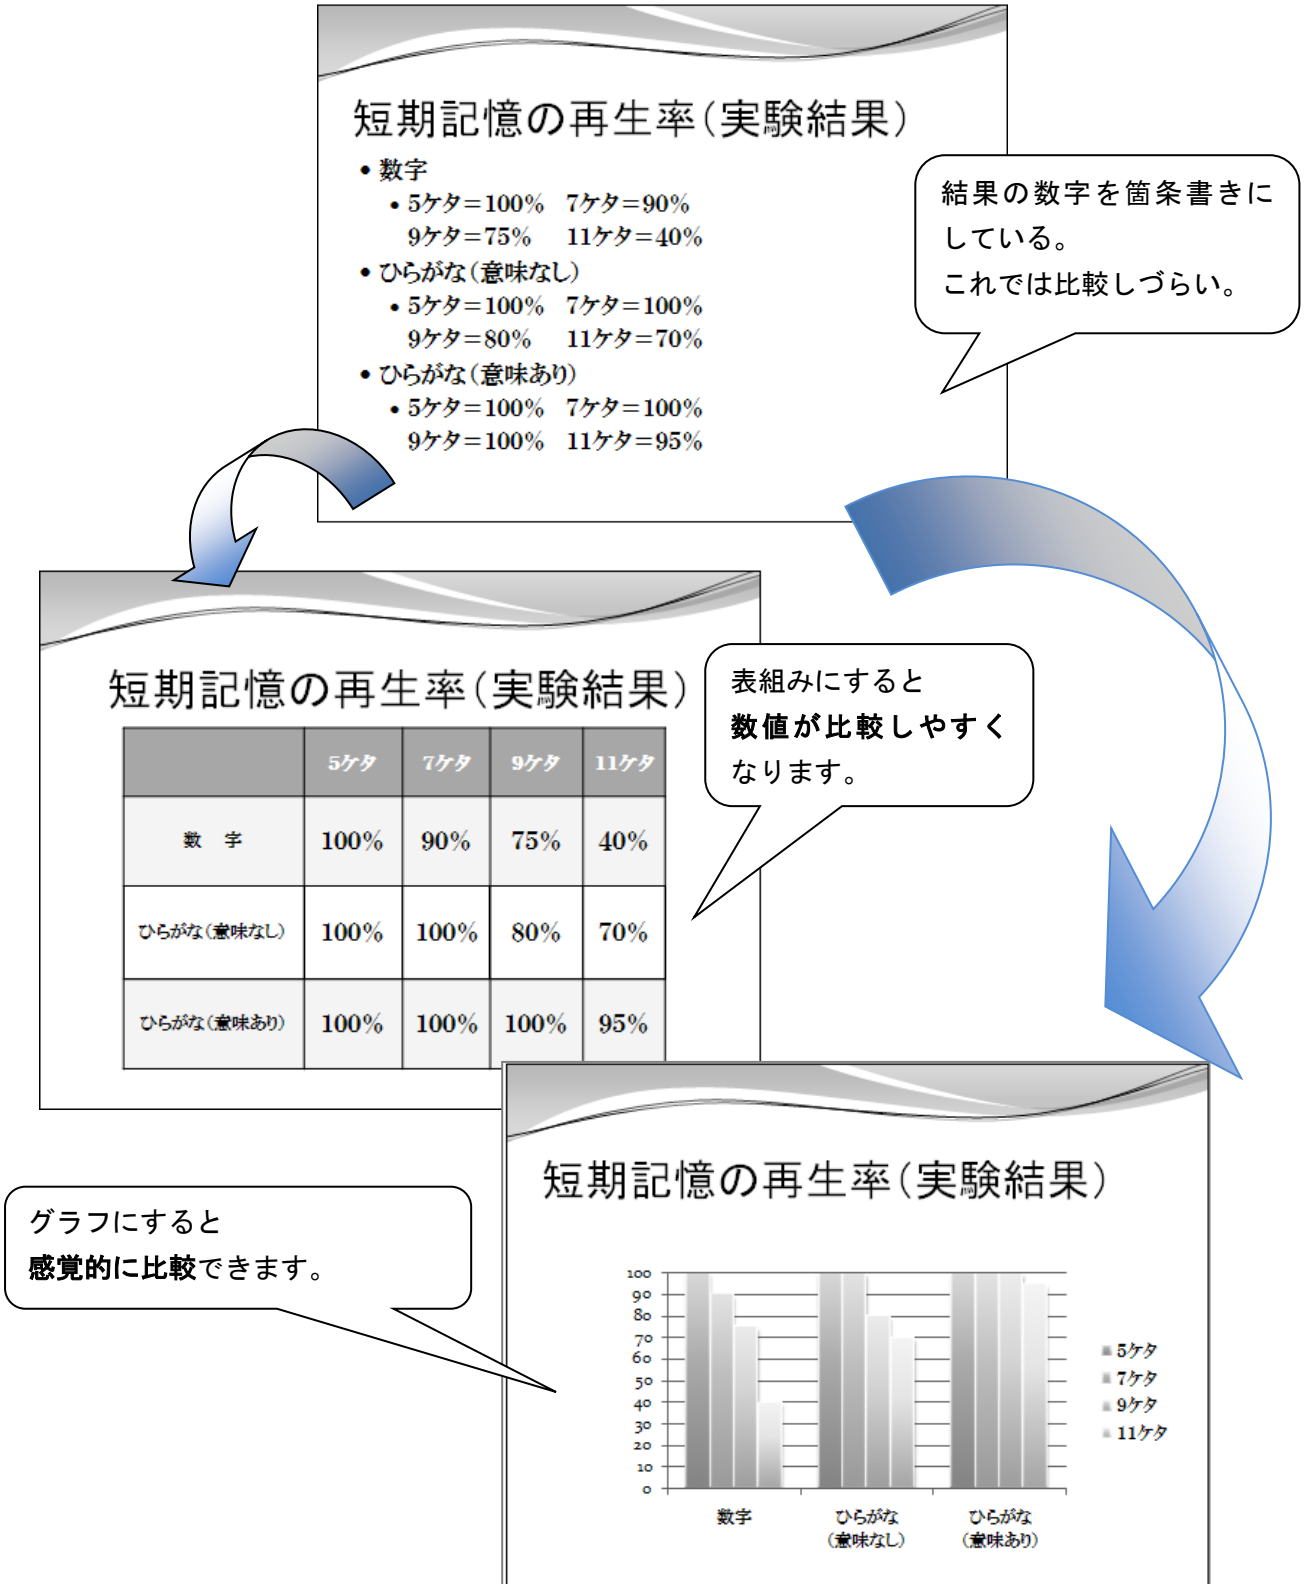 短期記憶の再生率（実験結果）
• 数字
• 5ケタ＝100%　7ケタ＝90%
9ケタ＝75%　11ケタ＝40%
• ひらがな（意味なし）
• 5ケタ＝100%　7ケタ＝100%
9ケタ＝80%　11ケタ＝70%
• ひらがな（意味あり）
• 5ケタ＝100%　7ケタ＝100%
9ケタ＝100%　11ケタ＝95%
結果の数字を箇条書きに
している。
これでは比較しづらい。
短期記憶の再生率（実験結果）
5ケタ　7ケタ　9ケタ　11ケタ
数　字　100%　90%　75%　40%
ひらがな（意味なし）　100%　100%　80%　70%
ひらがな（意味あり）　100%　100%　100%　95%
表組みにすると
数値が比較しやすく
なります。
短期記憶の再生率（実験結果）
グラフにすると
感覚的に比較できます。
100
90
80
70
60
50
40
30
20
10
0
数字
ひらがな
（意味なし）
ひらがな
（意味あり）
5ケタ
7ケタ
9ケタ
11ケタ